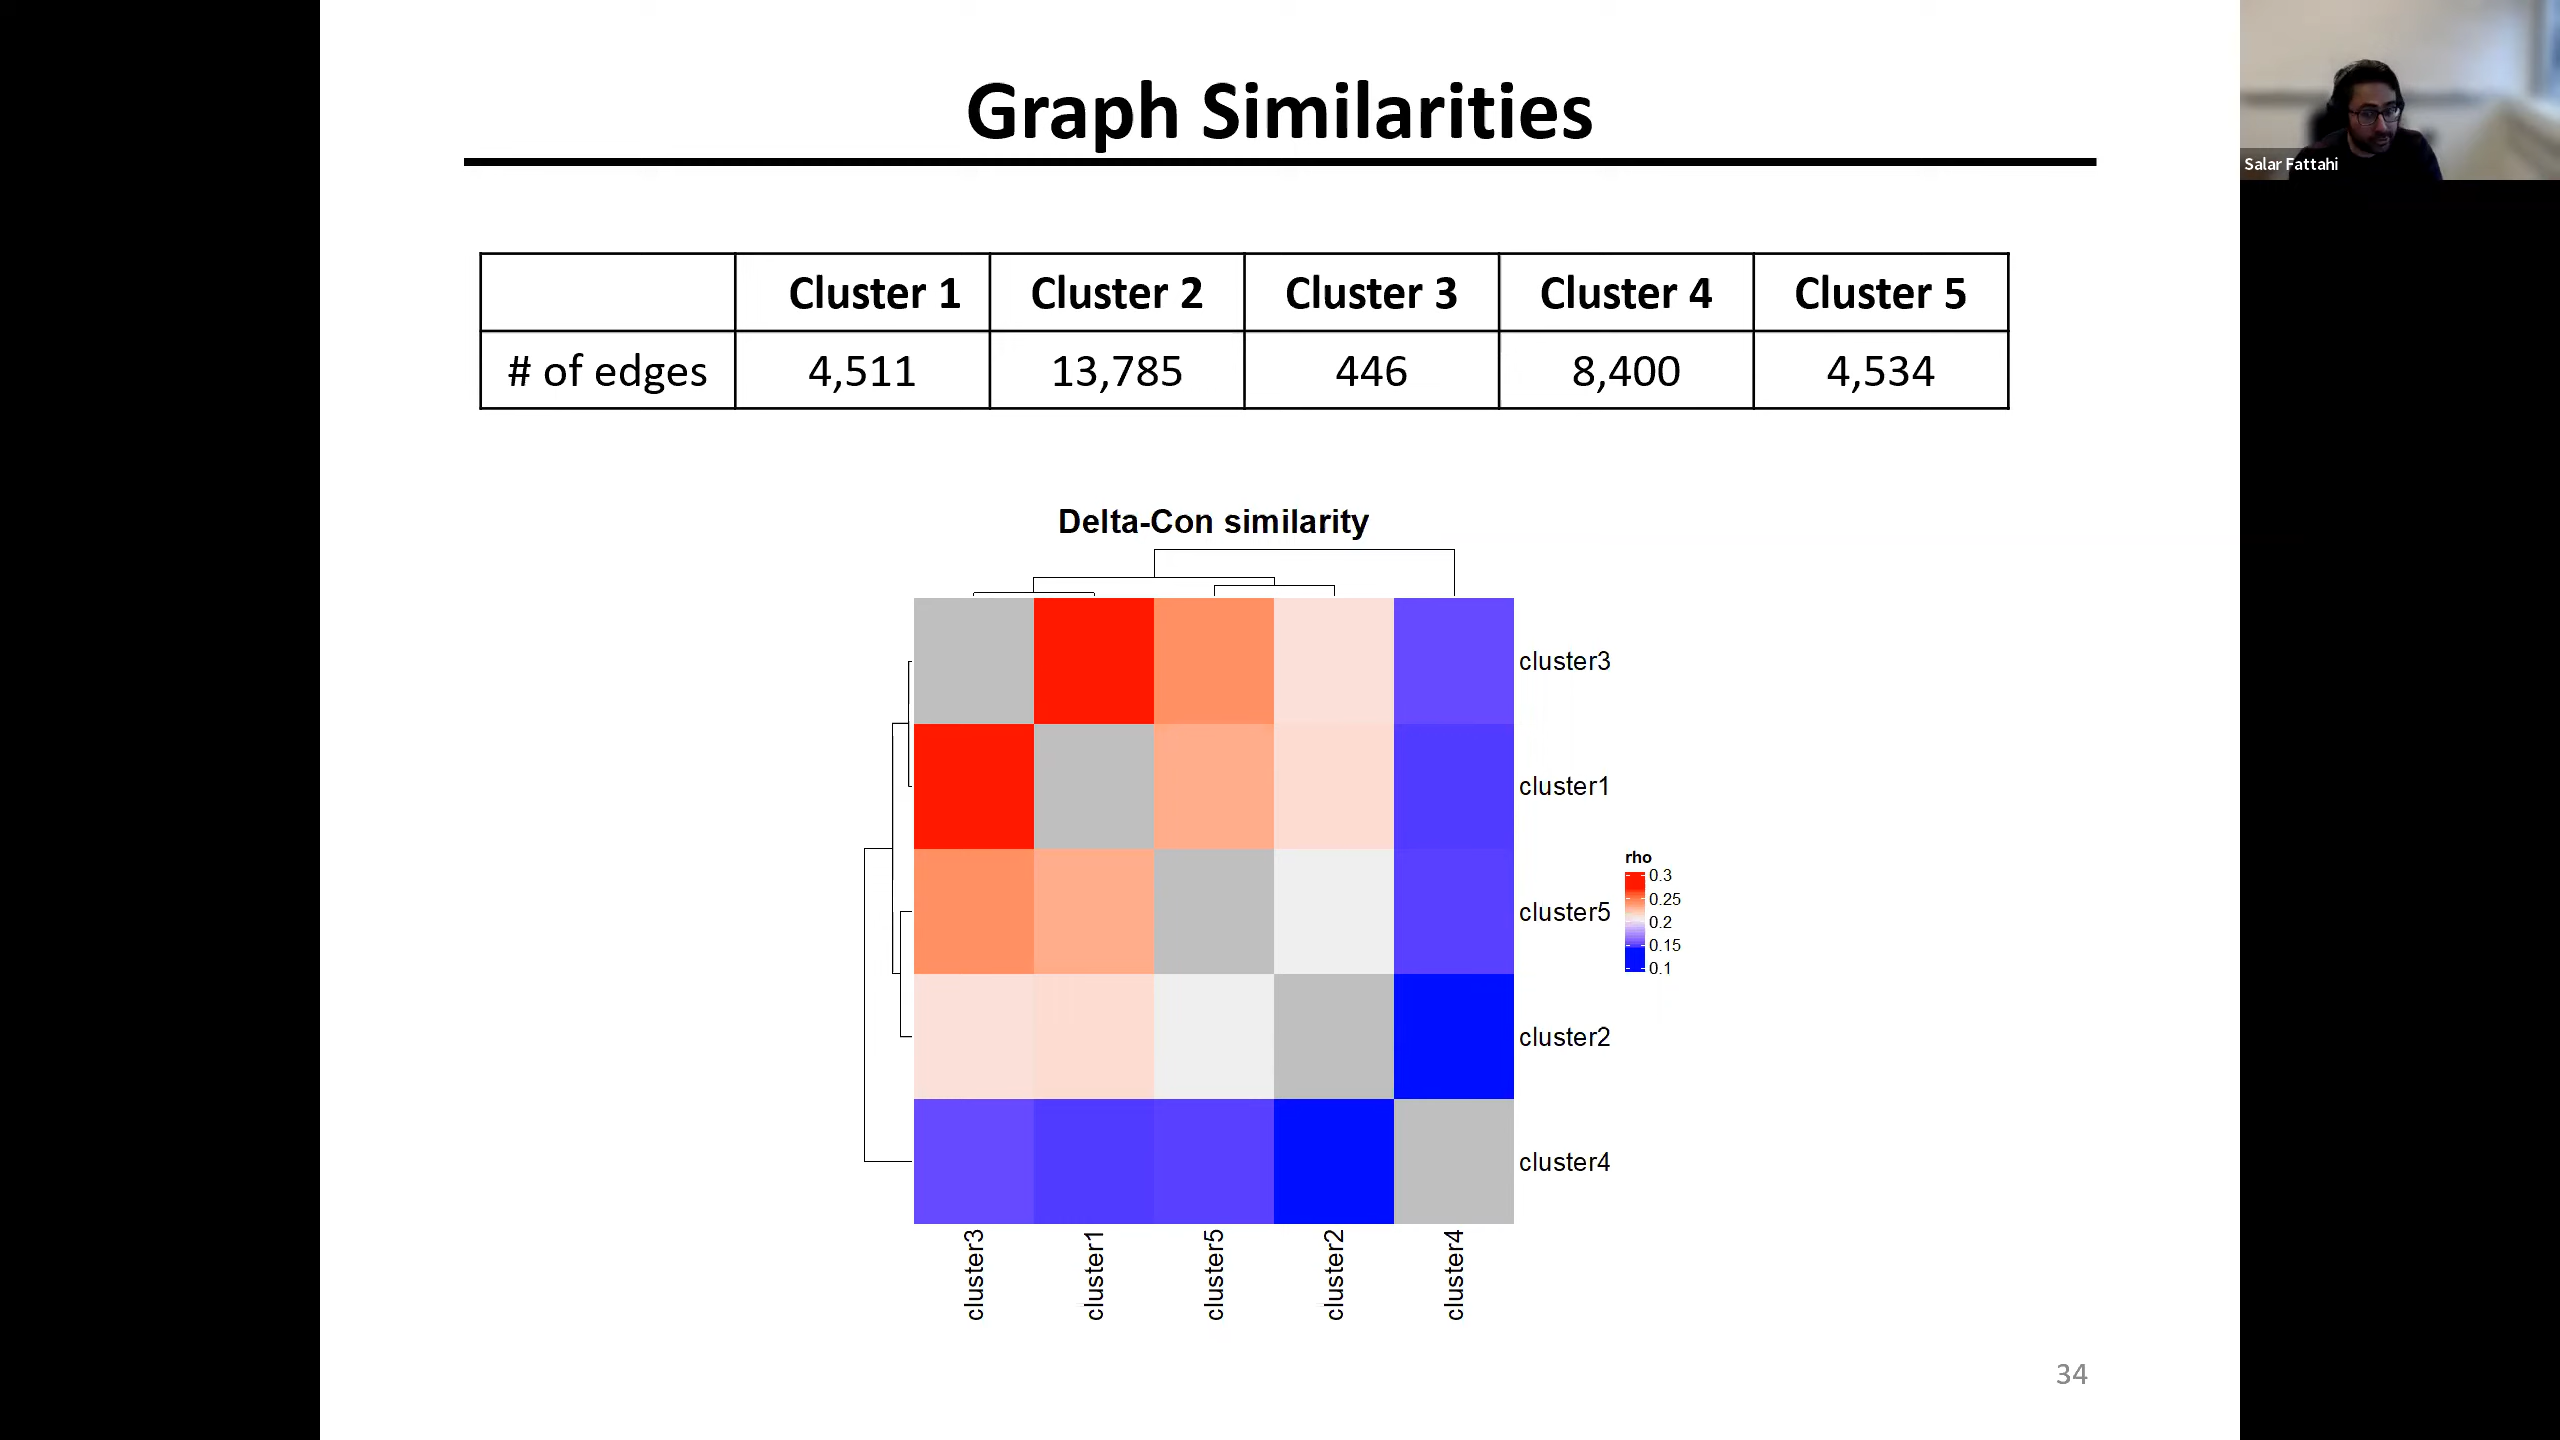 Graph Similarities
Salar Fattahi
Cluster 1 Cluster 2 Cluster 3 Cluster 4 Cluster 5
# of edges 4,511 13,785 446 8,400 4,534
Delta-Con similarity
cluster3
cluster1
cluster5
cluster2
cluster4
rho
0.3
0.25
0.2
0.15
0.1
cluster3 cluster1 cluster5 cluster2 cluster4
34